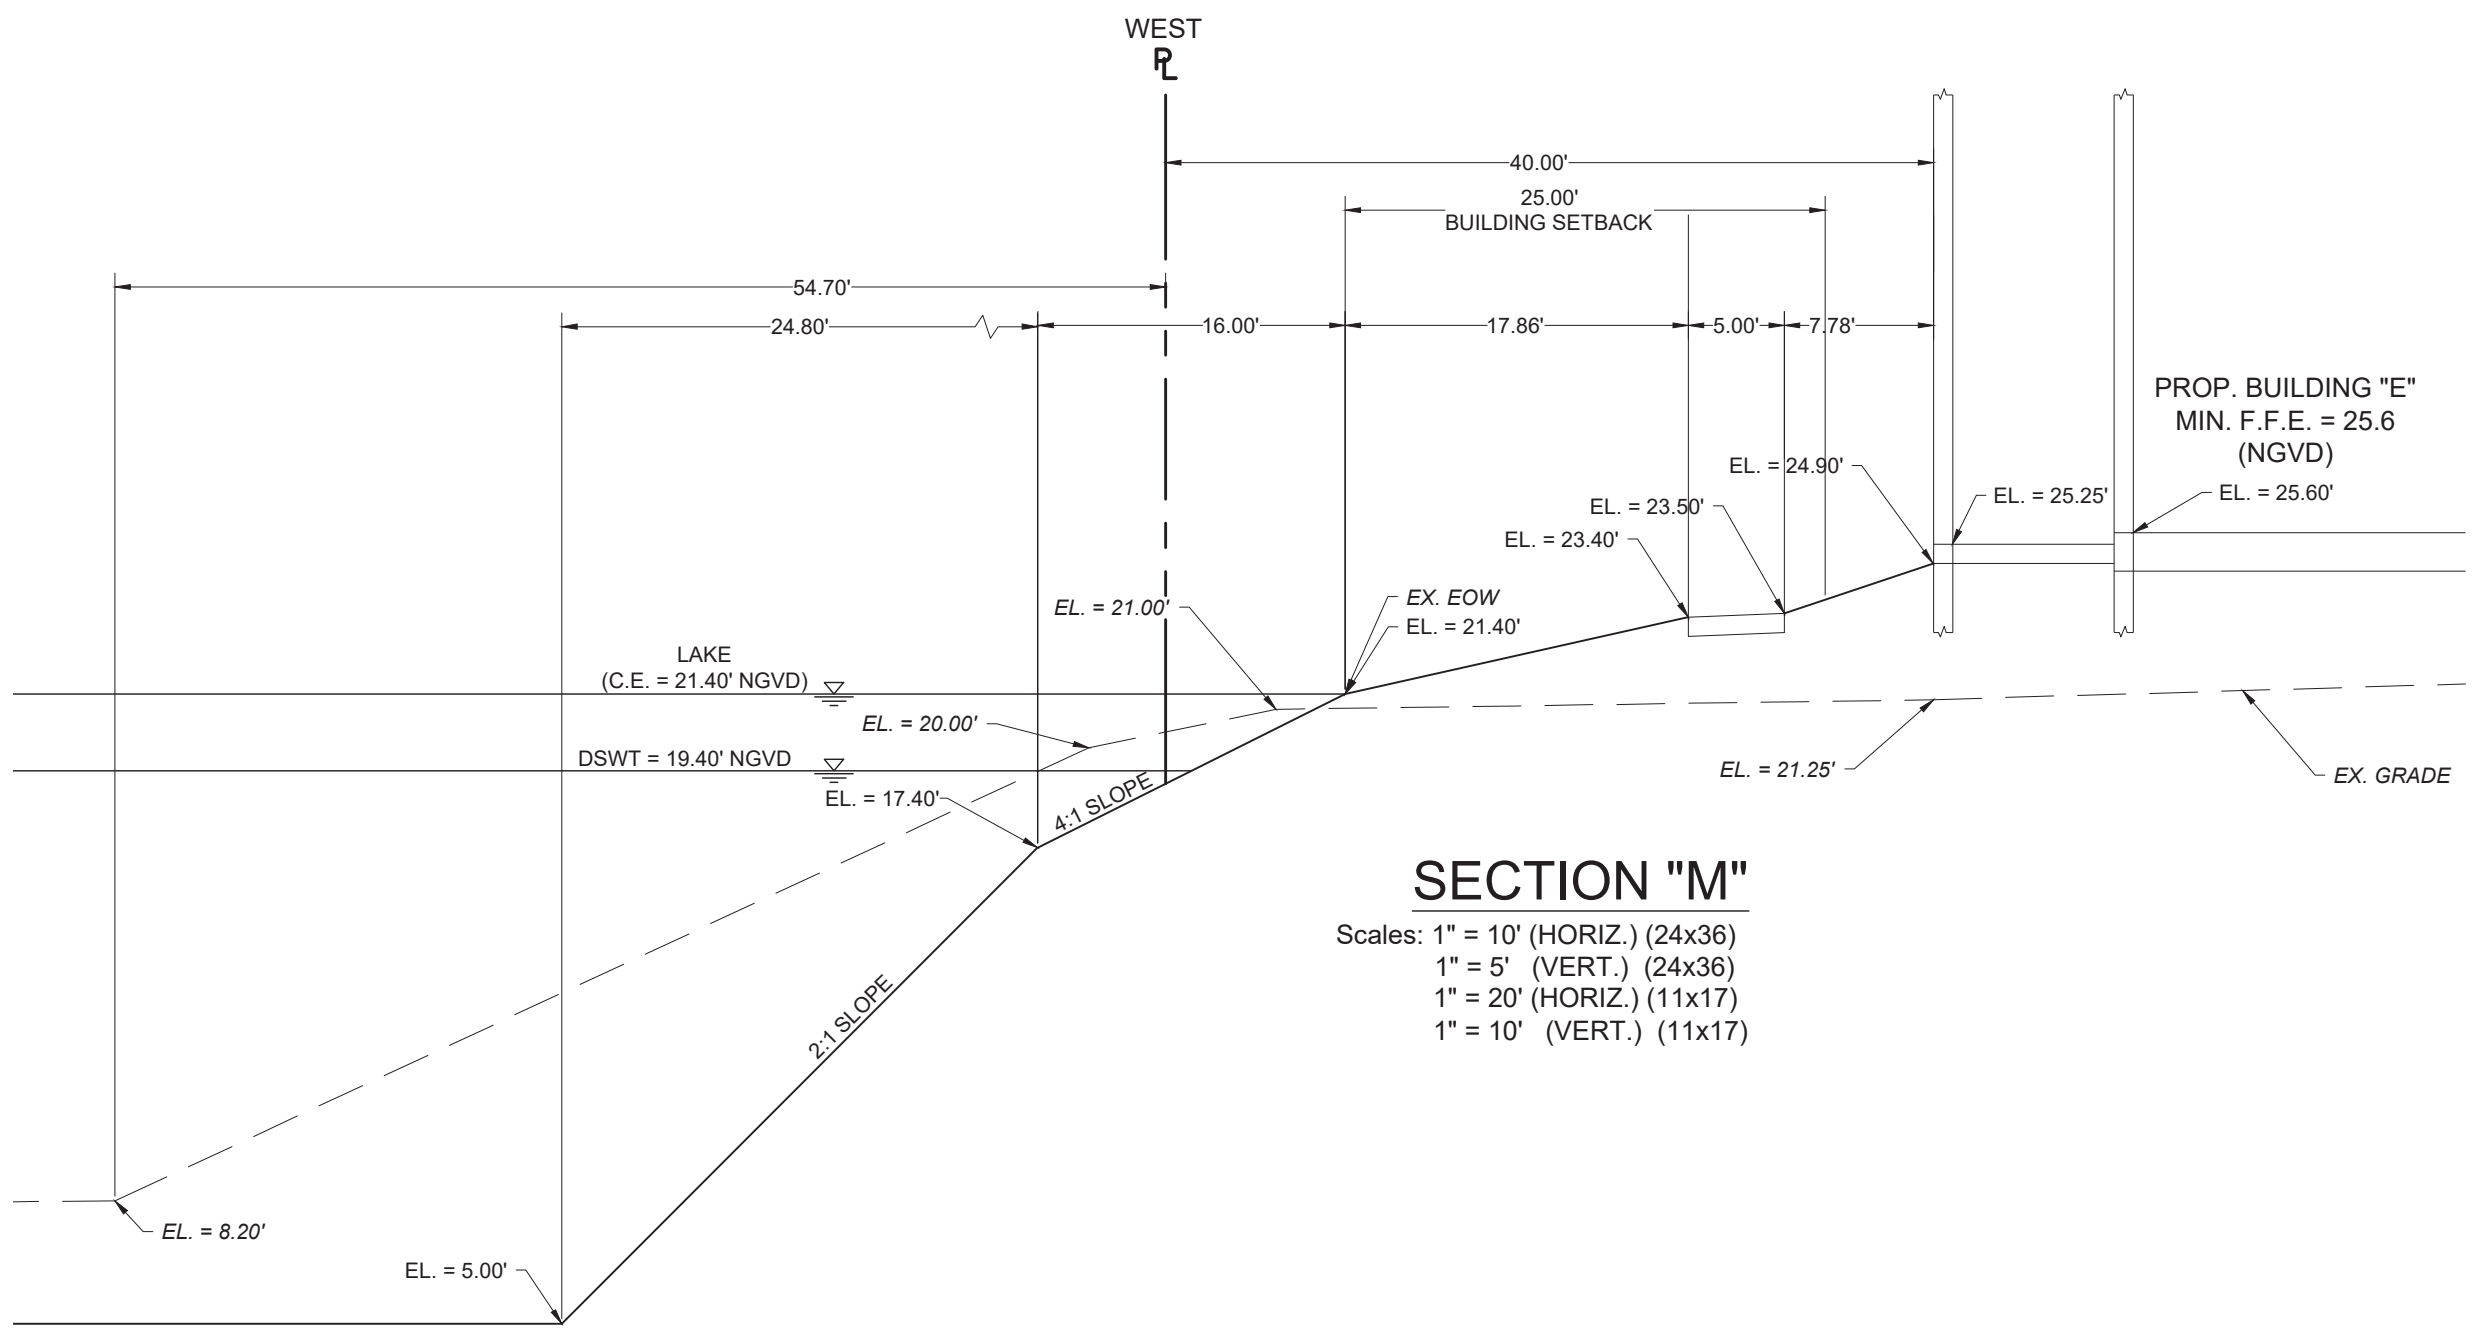 WEST
PL
40.00'
25.00'
BUILDING SETBACK
54.70'
24.80'
16.00'
17.86'
5.00'
7.78'
PROP. BUILDING "E"
MIN. F.F.E. = 25.6
(NGVD)
EL. = 24.90'
EL. = 25.25'
EL. = 25.60'
EL. = 23.50'
EL. = 23.40'
EL. = 21.00'
EX. EOW
EL. = 21.40'
LAKE
(C.E. = 21.40' NGVD)
EL. = 20.00'
DSWT = 19.40' NGVD
EL. = 21.25'
EX. GRADE
EL. = 17.40'
4:1 SLOPE
SECTION "M"
Scales: 1" = 10' (HORIZ.) (24x36)
1" = 5' (VERT.) (24x36)
1" = 20' (HORIZ.) (11x17)
1" = 10' (VERT.) (11x17)
2:1 SLOPE
EL. = 8.20'
EL. = 5.00'